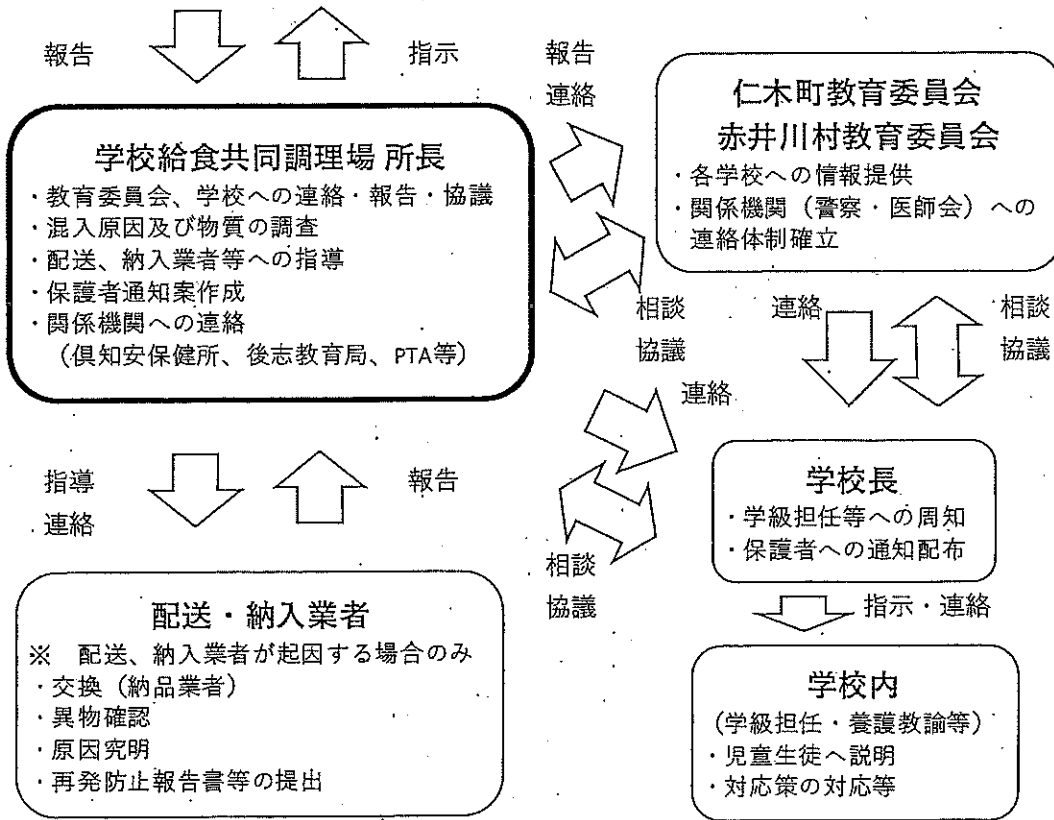 報告
指示
報告
連絡
学校給食共同調理場 所長
・教育委員会、学校への連絡・報告・協議
・混入原因及び物質の調査
・配送、納入業者等への指導
・保護者通知案作成
・関係機関への連絡
（倶知安保健所、後志教育局、PTA等）
仁木町教育委員会
赤井川村教育委員会
・各学校への情報提供
・関係機関（警察・医師会）への
連絡体制確立
相談
協議
連絡
相談
協議
連絡
指導
連絡
報告
相談
協議
学校長
・学級担任等への周知
・保護者への通知配布
指示・連絡
配送・納入業者
※ 配送、納入業者が起因する場合のみ
・交換（納品業者）
・異物確認
・原因究明
・再発防止報告書等の提出
学校内
（学級担任・養護教諭等）
・児童生徒へ説明
・対応策の対応等